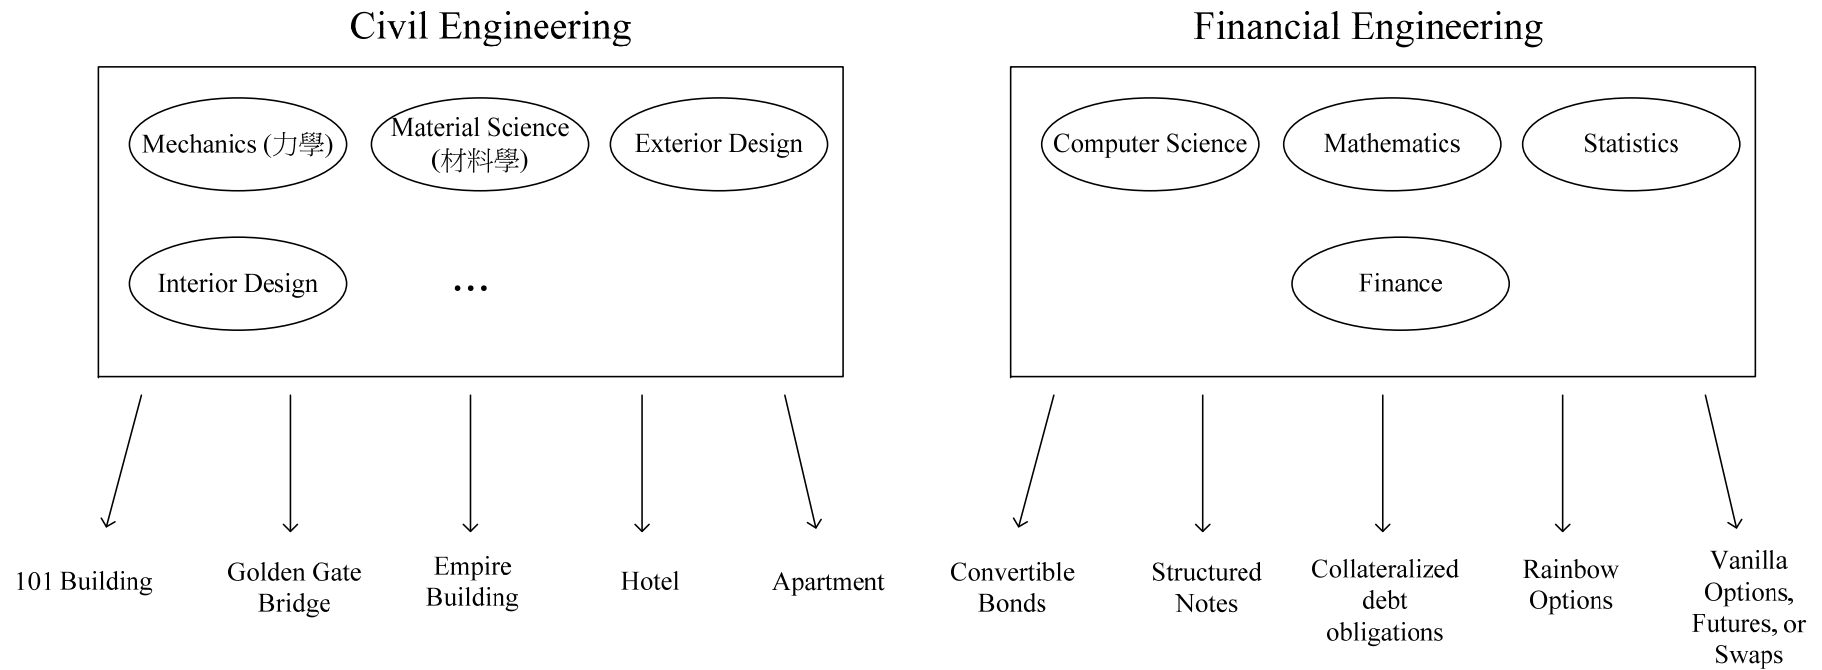 Civil Engineering
Mechanics (力學)
Material Science
(材料學)
Exterior Design
Interior Design
...
101 Building
Golden Gate
Bridge
Empire
Building
Hotel
Apartment
Financial Engineering
Computer Science
Mathematics
Statistics
Finance
Convertible
Bonds
Structured
Notes
Collateralized
debt
obligations
Rainbow
Options
Vanilla
Options,
Futures, or
Swaps